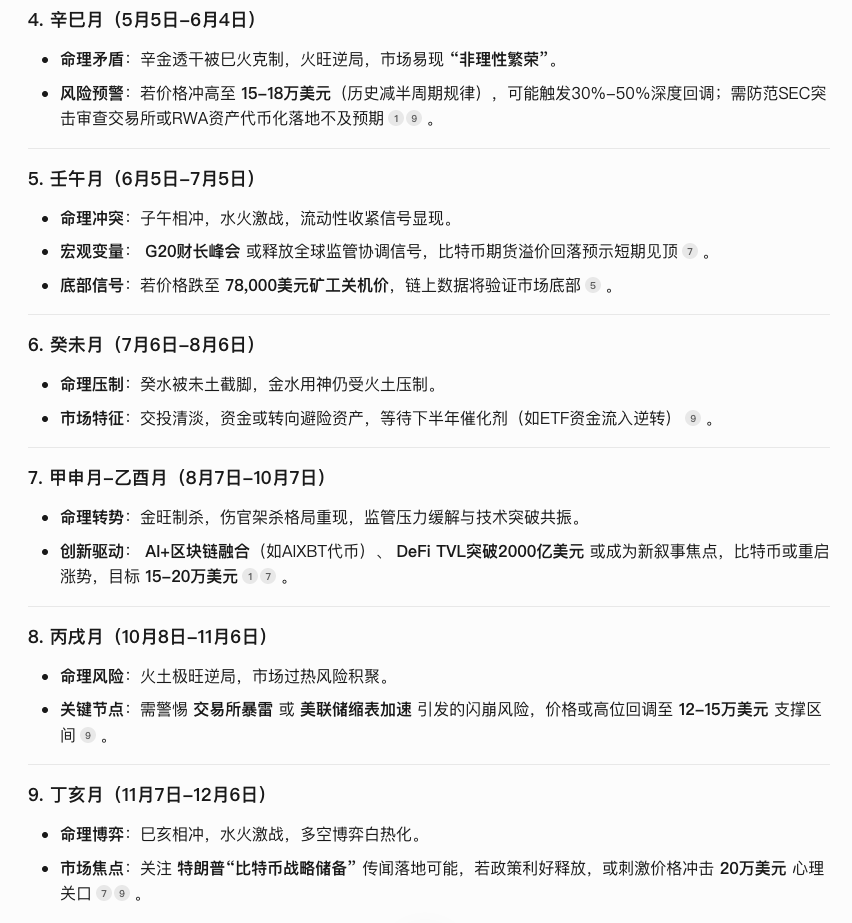 4. 辛巳月（5月5日–6月4日）
命理矛盾：辛金透干被巳火克制，火旺逆局，市场易现 “非理性繁荣”。
风险预警：若价格冲高至 15–18万美元（历史减半周期规律），可能触发30%–50%深度回调；需防范SEC突
击审查交易所或RWA资产代币化落地不及预期 1 9 。
5. 壬午月（6月5日–7月5日）
命理冲突：子午相冲，水火激战，流动性收紧信号显现。
宏观变量： G20财长峰会 或释放全球监管协调信号，比特币期货溢价回落预示短期见顶 7 。
底部信号：若价格跌至 78,000美元矿工关机价，链上数据将验证市场底部 5 。
6. 癸未月（7月6日–8月6日）
命理压制：癸水被未土截脚，金水用神仍受火土压制。
市场特征：交投清淡，资金或转向避险资产，等待下半年催化剂（如ETF资金流入逆转） 9 。
7. 甲申月–乙酉月（8月7日–10月7日）
命理转势：金旺制杀，伤官架杀格局重现，监管压力缓解与技术突破共振。
创新驱动： AI+区块链融合（如AIXBT代币）、 DeFi TVL突破2000亿美元 或成为新叙事焦点，比特币或重启
涨势，目标 15–20万美元 1 7 。
8. 丙戌月（10月8日–11月6日）
命理风险：火土极旺逆局，市场过热风险积聚。
关键节点：需警惕 交易所暴雷 或 美联储缩表加速 引发的闪崩风险，价格或高位回调至 12–15万美元 支撑区
间 9 。
9. 丁亥月（11月7日–12月6日）
命理博弈：巳亥相冲，水火激战，多空博弈白热化。
市场焦点：关注 特朗普“比特币战略储备” 传闻落地可能，若政策利好释放，或刺激价格冲击 20万美元 心理
关口 7 9 。